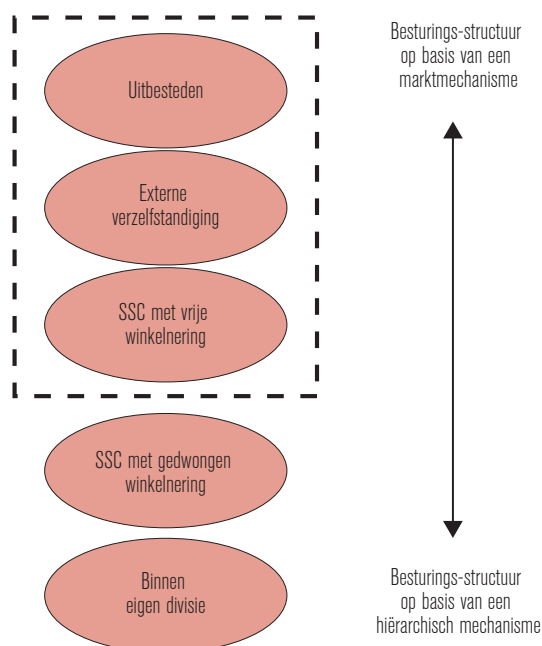 Uitbesteden
Externe
verzelfstandiging
SSC met vrije
winkelnering
SSC met gedwongen
winkelnering
Binnen
eigen divisie
Besturings-structuur
op basis van een
marktmechanisme
Besturings-structuur
op basis van een
hiërarchisch mechanisme